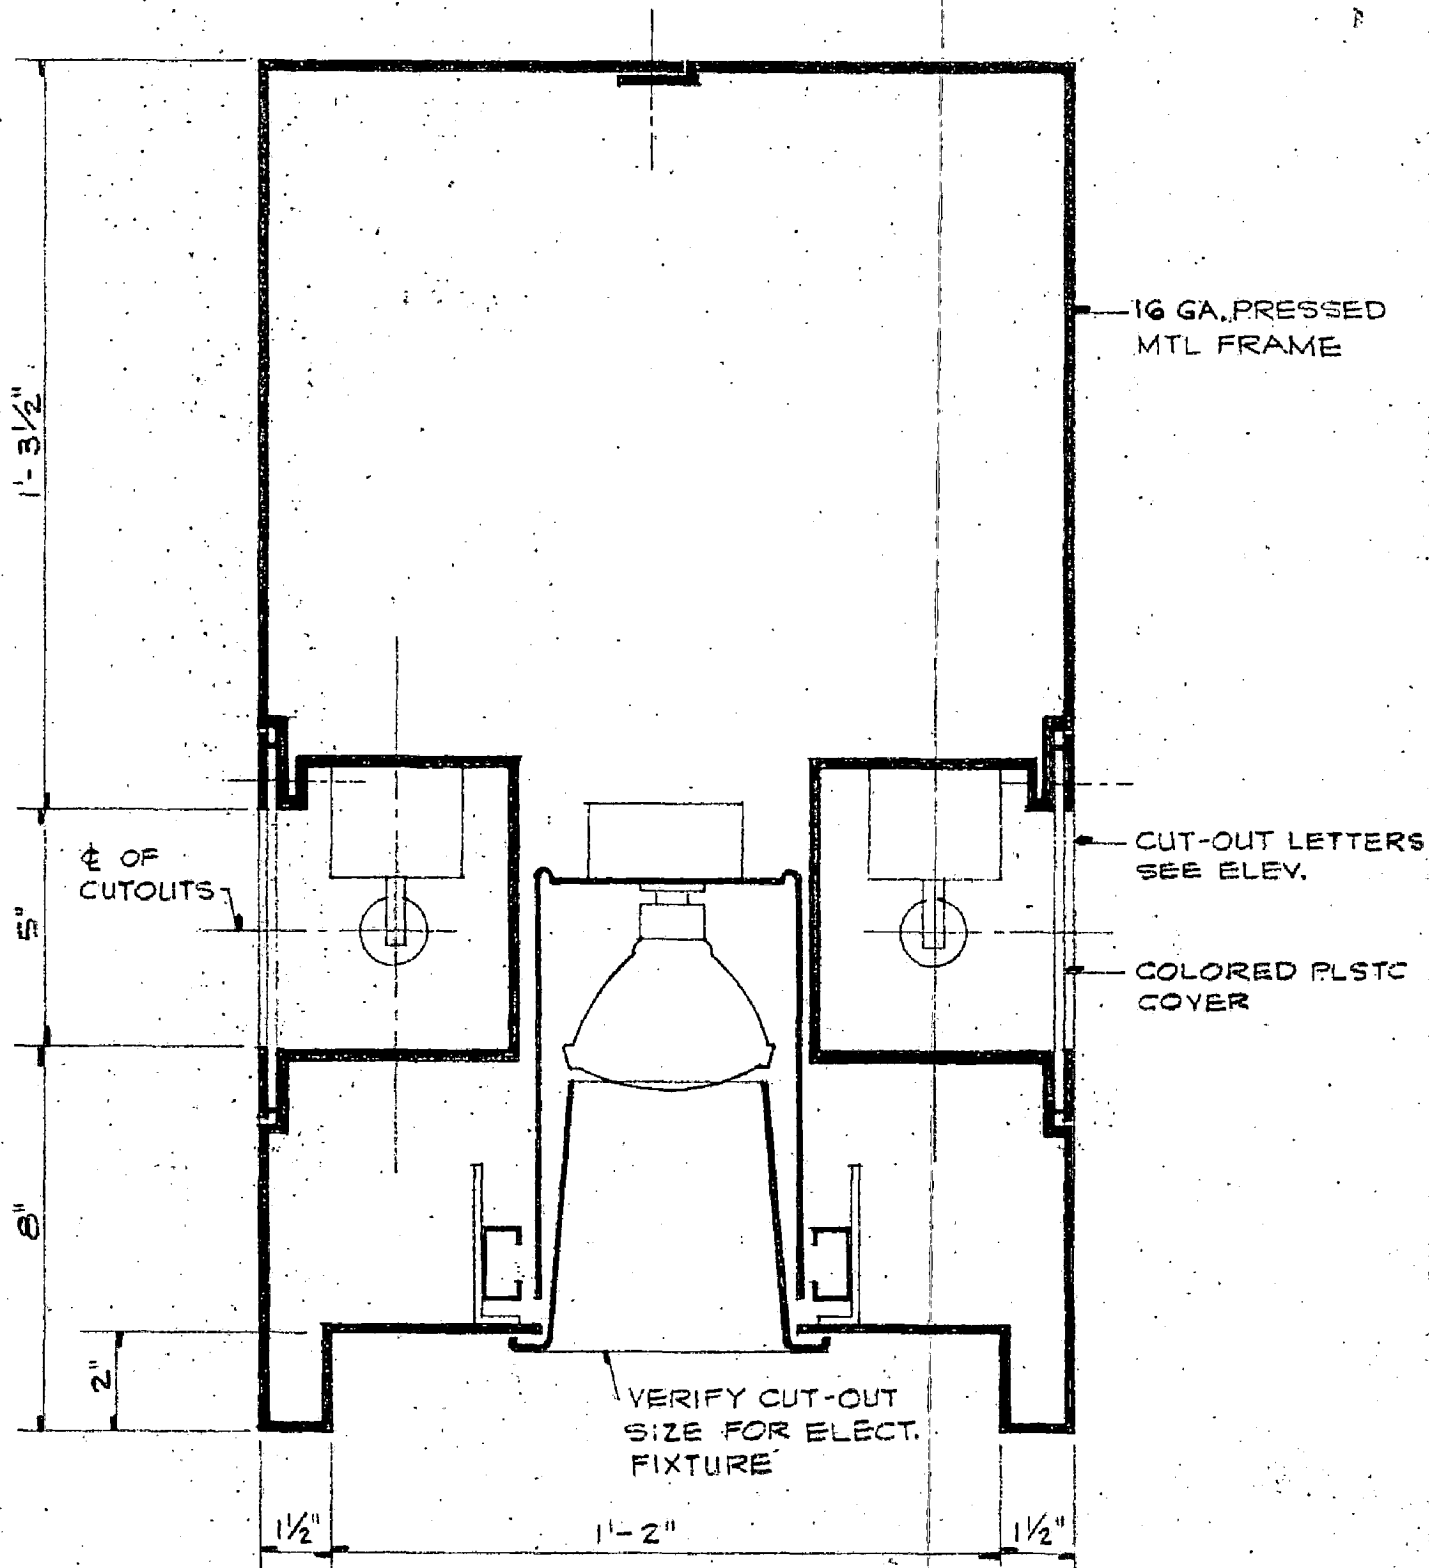 16 GA. PRESSED
MTL FRAME
1'-3½"
℄ OF
CUTOUTS
CUT-OUT LETTERS
SEE ELEV.
5"
COLORED PLSTC
COVER
8"
2"
VERIFY CUT-OUT
SIZE FOR ELECT.
FIXTURE
1½" 1'-2" 1½"